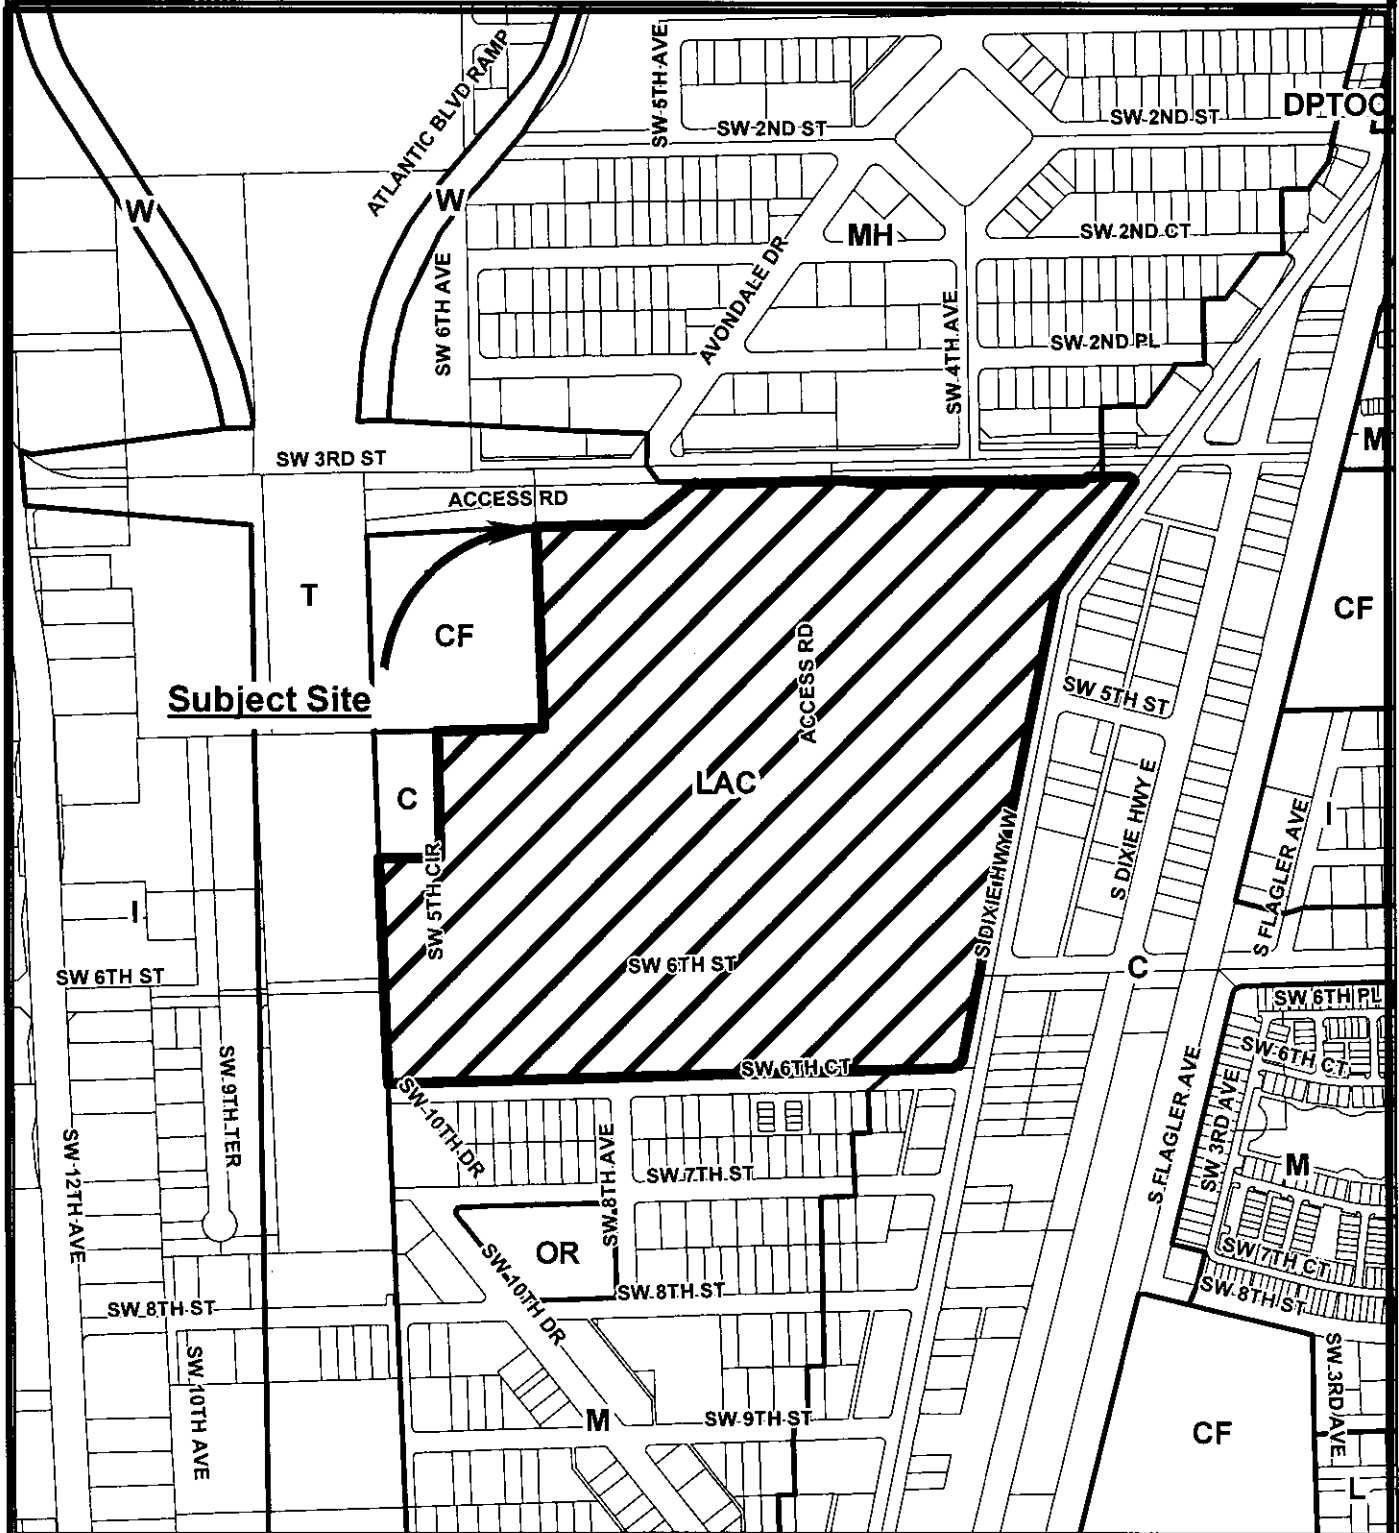 SW 5TH AVE
ATLANTIC BLVD RAMP
SW 2ND ST
SW 2ND ST
DPTOC
W
W
MH
SW 2ND CT
SW 6TH AVE
AVONDALE DR
SW 4TH AVE
SW 2ND PL
M
SW 3RD ST
ACCESS RD
T
CF
CF
ACCESS RD
Subject Site
SW 5TH ST
LAC
C
S DIXIE HWY W
S DIXIE HWY E
S FLAGLER AVE
I
SW 5TH CIR
I
SW 6TH ST
SW 6TH ST
C
SW 6TH PL
SW 6TH CT
SW 6TH CT
SW 9TH TER
SW 12TH AVE
SW 10TH DR
SW 8TH AVE
SW 7TH ST
S FLAGLER AVE
SW 3RD AVE
M
OR
SW 10TH DR
SW 7TH CT
SW 8TH ST
SW 8TH ST
SW 8TH ST
SW 10TH AVE
M
SW 9TH ST
CF
SW 3RD AVE
L